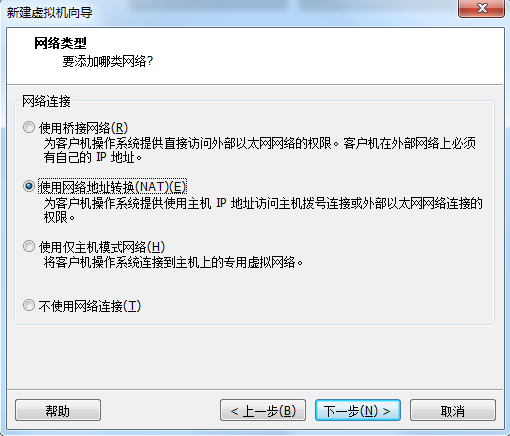 新建虚拟机向导
网络类型
要添加哪类网络?
网络连接
使用桥接网络(R)
为客户机操作系统提供直接访问外部以太网网络的权限。客户机在外部网络上必须
有自己的 IP 地址。
使用网络地址转换(NAT)(E)
为客户机操作系统提供使用主机 IP 地址访问主机拨号连接或外部以太网网络连接的
权限。
使用仅主机模式网络(H)
将客户机操作系统连接到主机上的专用虚拟网络。
不使用网络连接(T)
帮助
< 上一步(B)
下一步(N) >
取消